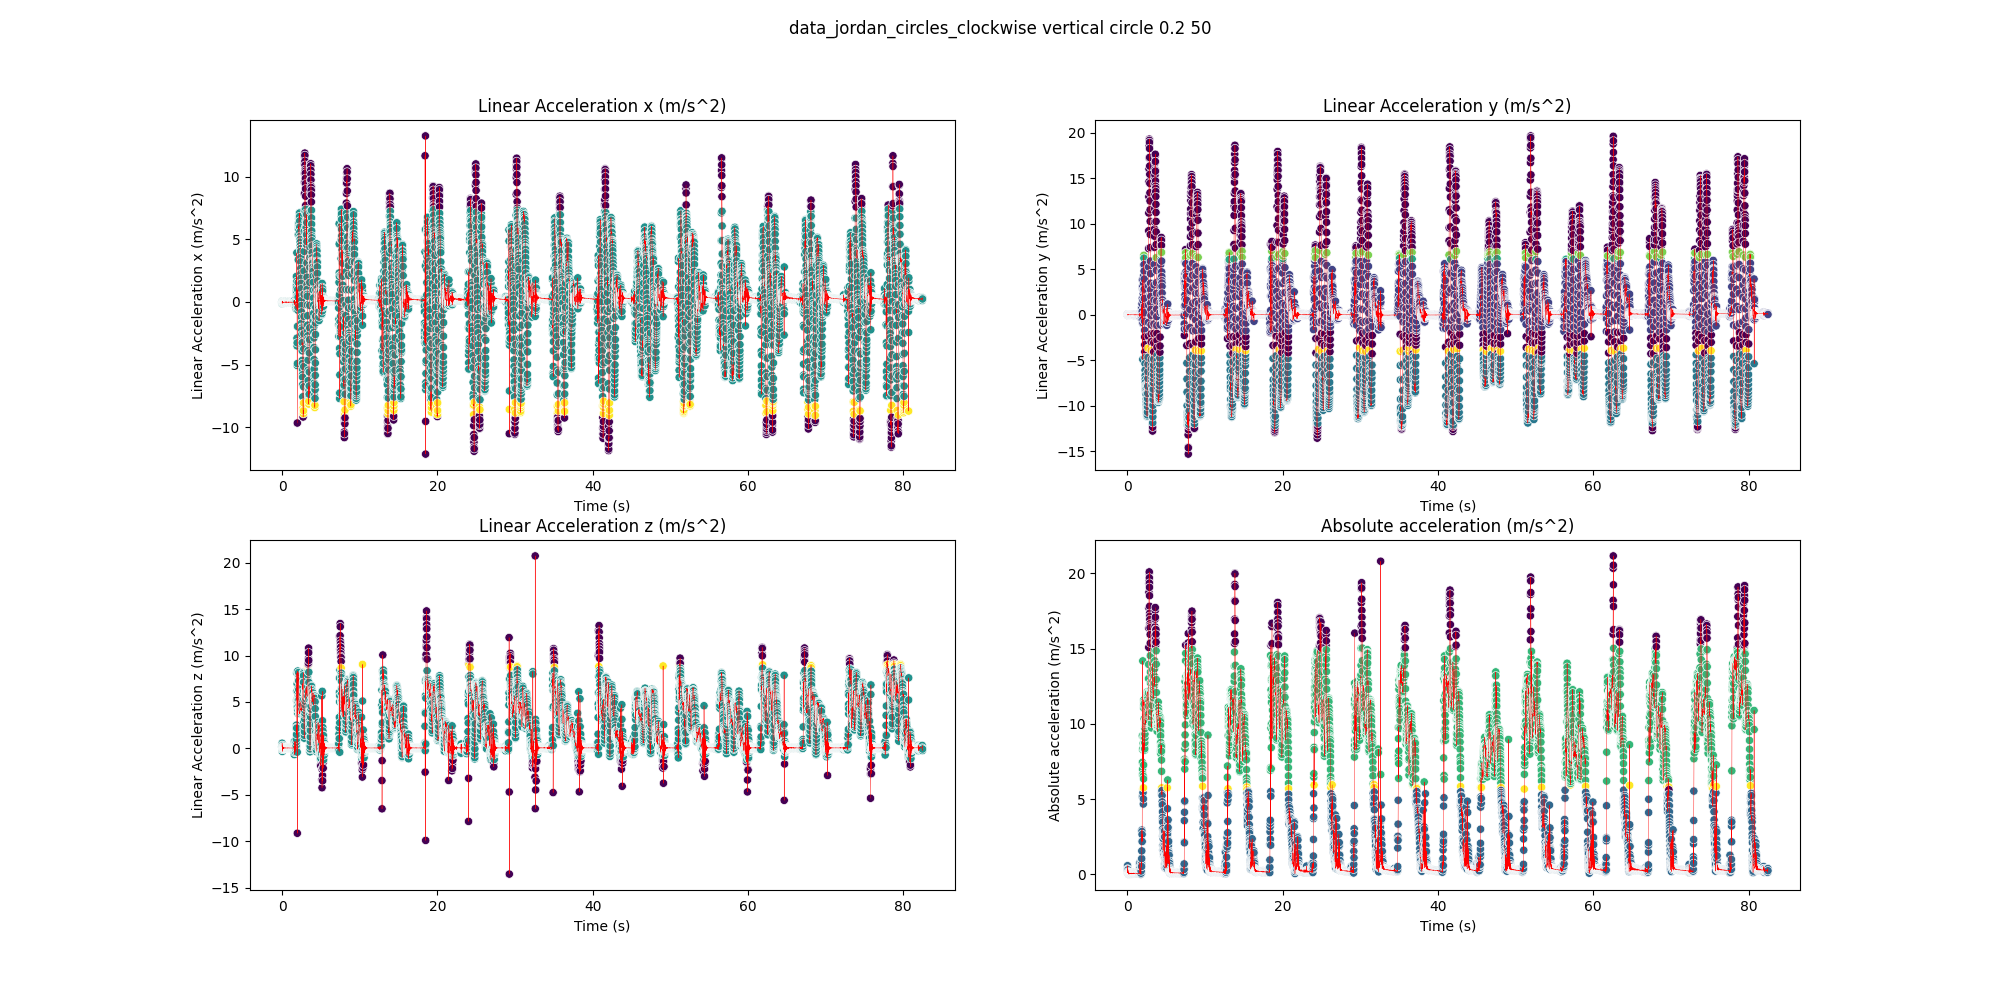 data_jordan_circles_clockwise vertical circle 0.2 50
Linear Acceleration x (m/s^2)
Linear Acceleration x (m/s^2)
10
5
0
−5
−10
0 20 40 60 80
Time (s)
Linear Acceleration y (m/s^2)
Linear Acceleration y (m/s^2)
20
15
10
5
0
−5
−10
−15
0 20 40 60 80
Time (s)
Linear Acceleration z (m/s^2)
Linear Acceleration z (m/s^2)
20
15
10
5
0
−5
−10
−15
0 20 40 60 80
Time (s)
Absolute acceleration (m/s^2)
Absolute acceleration (m/s^2)
20
15
10
5
0
0 20 40 60 80
Time (s)